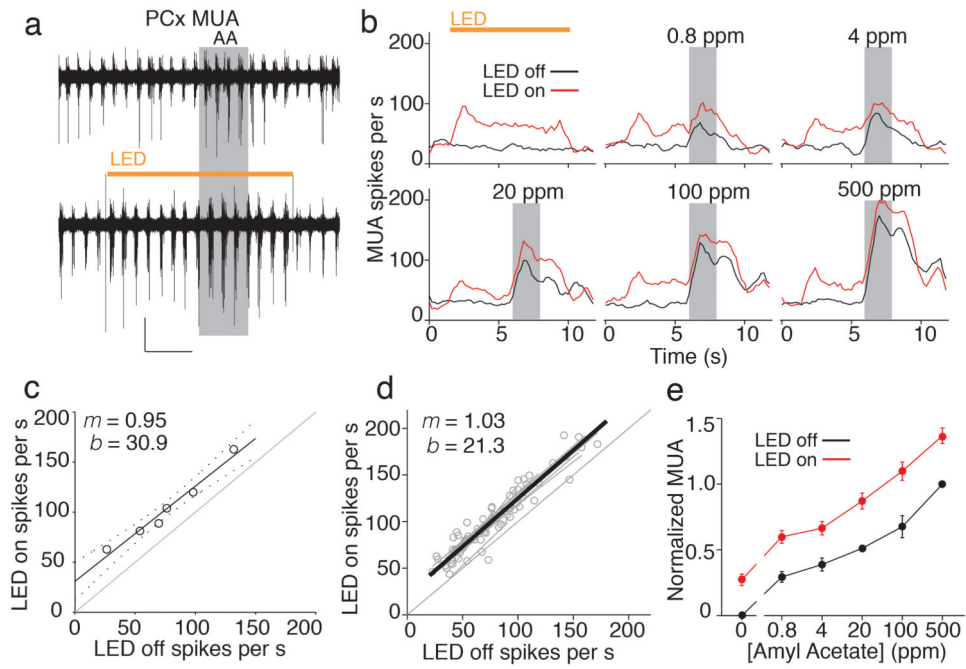 a
PCx MUA
AA
LED
b
LED
0.8 ppm
4 ppm
LED off
LED on
200
100
0
20 ppm
100 ppm
500 ppm
200
100
0
MUA spikes per s
0 5 10
0 5 10
0 5 10
Time (s)
c
m = 0.95
b = 30.9
200
150
100
50
0
LED on spikes per s
0 50 100 150 200
LED off spikes per s
d
m = 1.03
b = 21.3
200
150
100
50
0
LED on spikes per s
0 50 100 150 200
LED off spikes per s
e
LED off
LED on
1.5
1.0
0.5
0
Normalized MUA
0 0.8 4 20 100 500
[Amyl Acetate] (ppm)